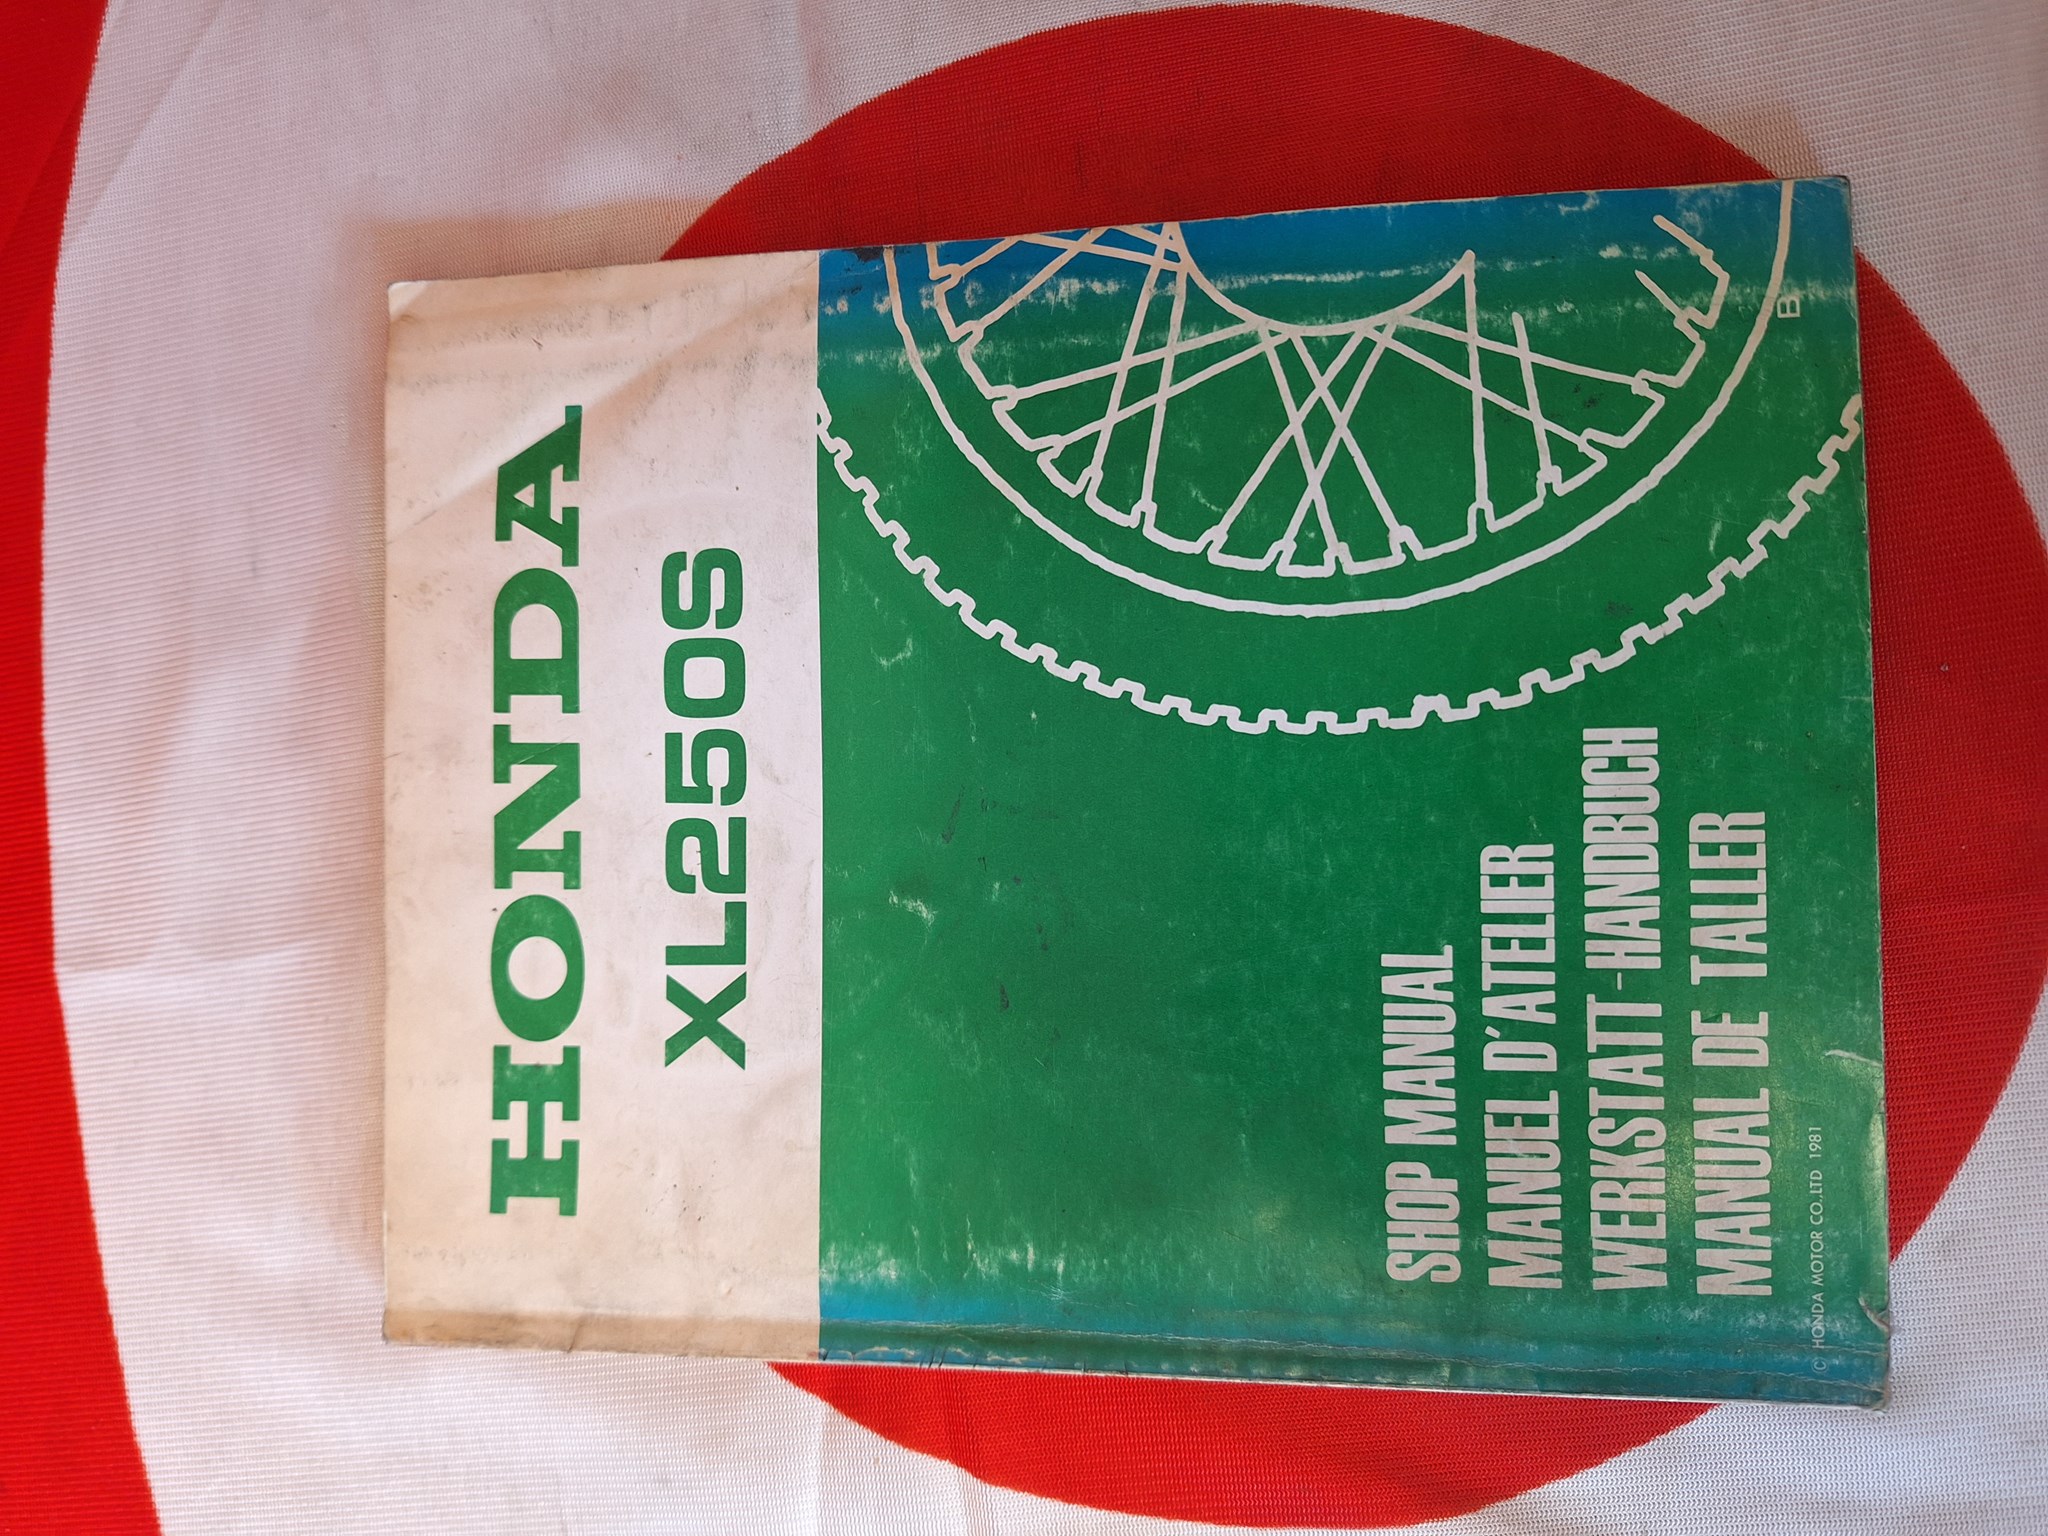 HONDA
XL250S
B
SHOP MANUAL
MANUEL D'ATELIER
WERKSTATT-HANDBUCH
MANUAL DE TALLER
(C) HONDA MOTOR CO.,LTD 1981